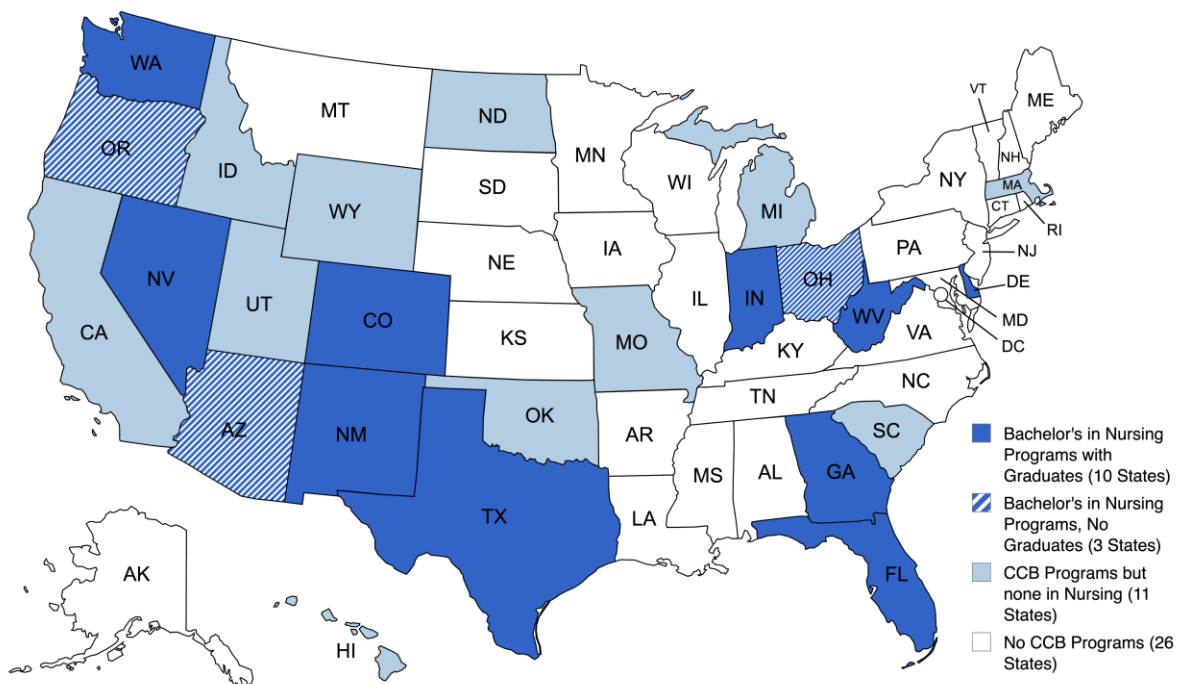 WA
MT
ND
MN
VT
ME
OR
ID
WY
SD
WI
MI
NY
NH
MA
CT
RI
NV
UT
CO
NE
IA
IL
IN
OH
PA
NJ
DE
CA
KS
MO
KY
WV
VA
MD
DC
AZ
NM
OK
AR
TN
NC
SC
TX
LA
MS
AL
GA
FL
AK
HI
Bachelor's in Nursing
Programs with
Graduates (10 States)
Bachelor's in Nursing
Programs, No
Graduates (3 States)
CCB Programs but
none in Nursing (11
States)
No CCB Programs (26
States)